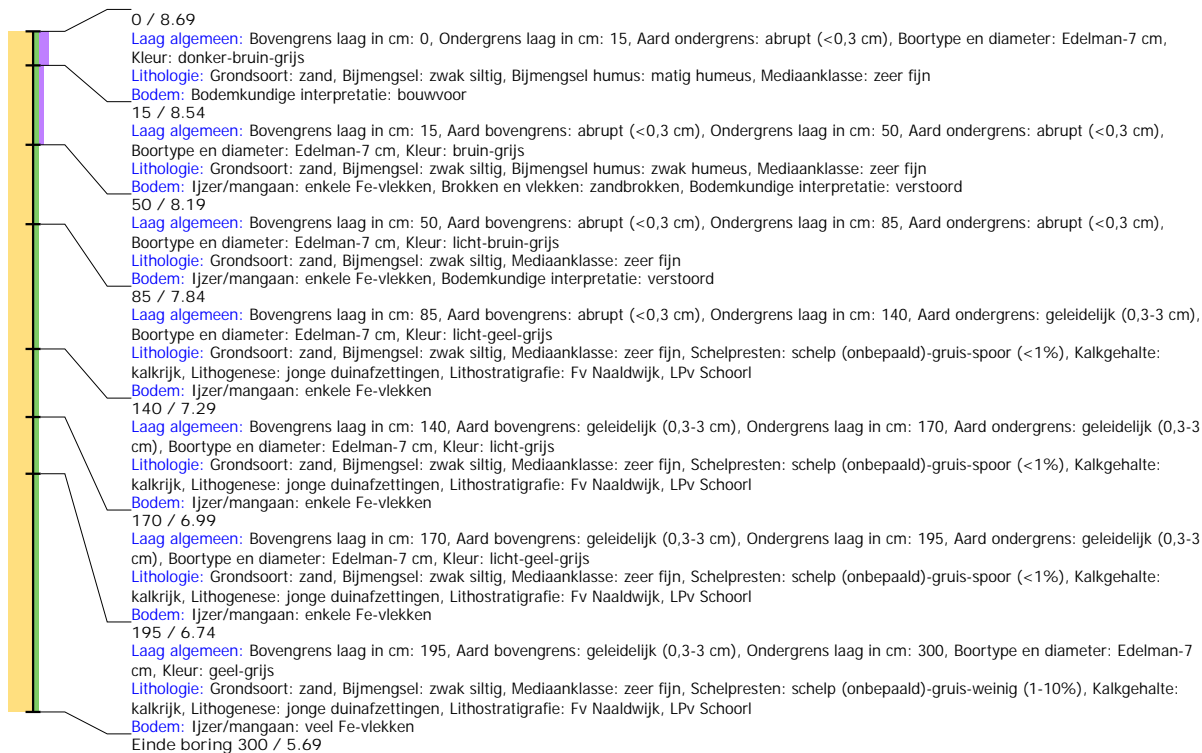 0 / 8.69
Laag algemeen: Bovengrens laag in cm: 0, Ondergrens laag in cm: 15, Aard ondergrens: abrupt (<0,3 cm), Boortype en diameter: Edelman-7 cm,
Kleur: donker-bruin-grijs
Lithologie: Grondsoort: zand, Bijmengsel: zwak siltig, Bijmengsel humus: matig humeus, Mediaanklasse: zeer fijn
Bodem: Bodemkundige interpretatie: bouwvoor
15 / 8.54
Laag algemeen: Bovengrens laag in cm: 15, Aard bovengrens: abrupt (<0,3 cm), Ondergrens laag in cm: 50, Aard ondergrens: abrupt (<0,3 cm),
Boortype en diameter: Edelman-7 cm, Kleur: bruin-grijs
Lithologie: Grondsoort: zand, Bijmengsel: zwak siltig, Bijmengsel humus: zwak humeus, Mediaanklasse: zeer fijn
Bodem: Ijzer/mangaan: enkele Fe-vlekken, Brokken en vlekken: zandbrokken, Bodemkundige interpretatie: verstoord
50 / 8.19
Laag algemeen: Bovengrens laag in cm: 50, Aard bovengrens: abrupt (<0,3 cm), Ondergrens laag in cm: 85, Aard ondergrens: abrupt (<0,3 cm),
Boortype en diameter: Edelman-7 cm, Kleur: licht-bruin-grijs
Lithologie: Grondsoort: zand, Bijmengsel: zwak siltig, Mediaanklasse: zeer fijn
Bodem: Ijzer/mangaan: enkele Fe-vlekken, Bodemkundige interpretatie: verstoord
85 / 7.84
Laag algemeen: Bovengrens laag in cm: 85, Aard bovengrens: abrupt (<0,3 cm), Ondergrens laag in cm: 140, Aard ondergrens: geleidelijk (0,3-3 cm),
Boortype en diameter: Edelman-7 cm, Kleur: licht-geel-grijs
Lithologie: Grondsoort: zand, Bijmengsel: zwak siltig, Mediaanklasse: zeer fijn, Schelpresten: schelp (onbepaald)-gruis-spoor (<1%), Kalkgehalte:
kalkrijk, Lithogenese: jonge duinafzettingen, Lithostratigrafie: Fv Naaldwijk, LPv Schoorl
Bodem: Ijzer/mangaan: enkele Fe-vlekken
140 / 7.29
Laag algemeen: Bovengrens laag in cm: 140, Aard bovengrens: geleidelijk (0,3-3 cm), Ondergrens laag in cm: 170, Aard ondergrens: geleidelijk (0,3-3
cm), Boortype en diameter: Edelman-7 cm, Kleur: licht-grijs
Lithologie: Grondsoort: zand, Bijmengsel: zwak siltig, Mediaanklasse: zeer fijn, Schelpresten: schelp (onbepaald)-gruis-spoor (<1%), Kalkgehalte:
kalkrijk, Lithogenese: jonge duinafzettingen, Lithostratigrafie: Fv Naaldwijk, LPv Schoorl
Bodem: Ijzer/mangaan: enkele Fe-vlekken
170 / 6.99
Laag algemeen: Bovengrens laag in cm: 170, Aard bovengrens: geleidelijk (0,3-3 cm), Ondergrens laag in cm: 195, Aard ondergrens: geleidelijk (0,3-3
cm), Boortype en diameter: Edelman-7 cm, Kleur: licht-geel-grijs
Lithologie: Grondsoort: zand, Bijmengsel: zwak siltig, Mediaanklasse: zeer fijn, Schelpresten: schelp (onbepaald)-gruis-spoor (<1%), Kalkgehalte:
kalkrijk, Lithogenese: jonge duinafzettingen, Lithostratigrafie: Fv Naaldwijk, LPv Schoorl
Bodem: Ijzer/mangaan: enkele Fe-vlekken
195 / 6.74
Laag algemeen: Bovengrens laag in cm: 195, Aard bovengrens: geleidelijk (0,3-3 cm), Ondergrens laag in cm: 300, Boortype en diameter: Edelman-7
cm, Kleur: geel-grijs
Lithologie: Grondsoort: zand, Bijmengsel: zwak siltig, Mediaanklasse: zeer fijn, Schelpresten: schelp (onbepaald)-gruis-weinig (1-10%), Kalkgehalte:
kalkrijk, Lithogenese: jonge duinafzettingen, Lithostratigrafie: Fv Naaldwijk, LPv Schoorl
Bodem: Ijzer/mangaan: veel Fe-vlekken
Einde boring 300 / 5.69